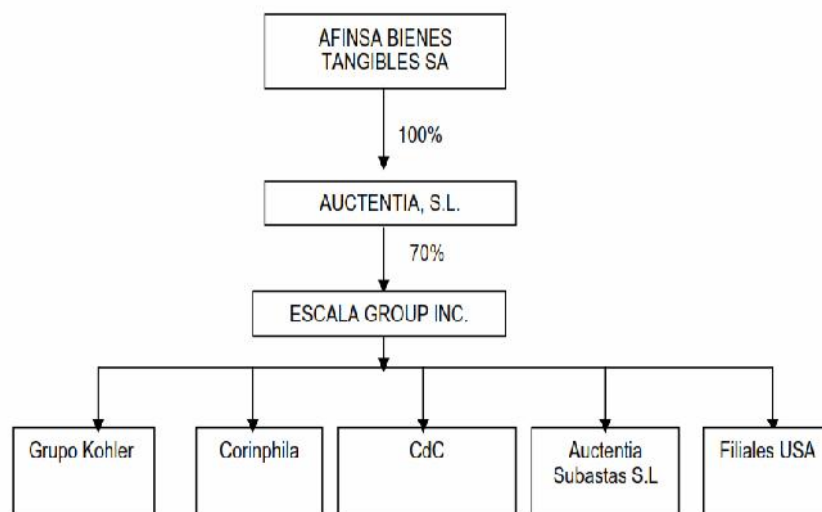 AFINSA BIENES
TANGIBLES SA
100%
AUCTENTIA, S.L.
70%
ESCALA GROUP INC.
Grupo Kohler
Corinphila
CdC
Auctentia
Subastas S.L
Filiales USA